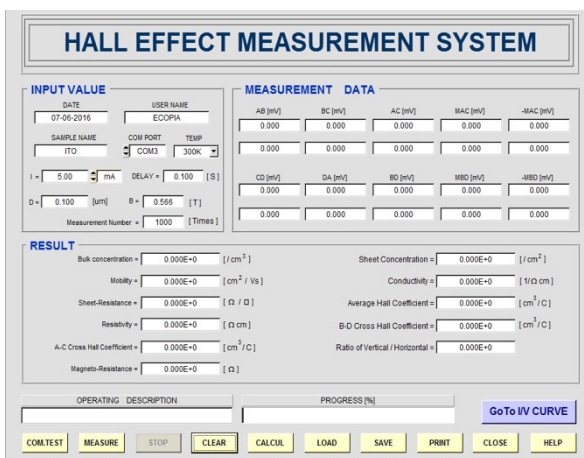 HALL EFFECT MEASUREMENT SYSTEM
INPUT VALUE
DATE USER NAME
07-06-2016 ECOPIA
SAMPLE NAME COM PORT TEMP
ITO COM3 300K
I = 5.00 mA DELAY = 0.100 [S]
D = 0.100 [um] B = 0.566 [T]
Measurement Number = 1000 [Times]
MEASUREMENT DATA
AB [mV] BC [mV] AC [mV] MAC [mV] -MAC [mV]
0.000 0.000 0.000 0.000 0.000
0.000 0.000 0.000 0.000 0.000
CD [mV] DA [mV] BD [mV] MBD [mV] -MBD [mV]
0.000 0.000 0.000 0.000 0.000
0.000 0.000 0.000 0.000 0.000
RESULT
Bulk concentration = 0.000E+0 [/ cm³]
Mobility = 0.000E+0 [cm² / Vs]
Sheet-Resistance = 0.000E+0 [Ω / □]
Resistivity = 0.000E+0 [Ω cm]
A-C Cross Hall Coefficient = 0.000E+0 [cm³/ C]
Magneto-Resistance = 0.000E+0 [Ω]
Sheet Concentration = 0.000E+0 [/ cm²]
Conductivity = 0.000E+0 [1/Ω cm]
Average Hall Coefficient = 0.000E+0 [cm³/ C]
B-D Cross Hall Coefficient = 0.000E+0 [cm³/ C]
Ratio of Vertical / Horizontal = 0.000E+0
OPERATING DESCRIPTION PROGRESS [%]
GoTo I/V CURVE
COM.TEST MEASURE STOP CLEAR CALCUL LOAD SAVE PRINT CLOSE HELP